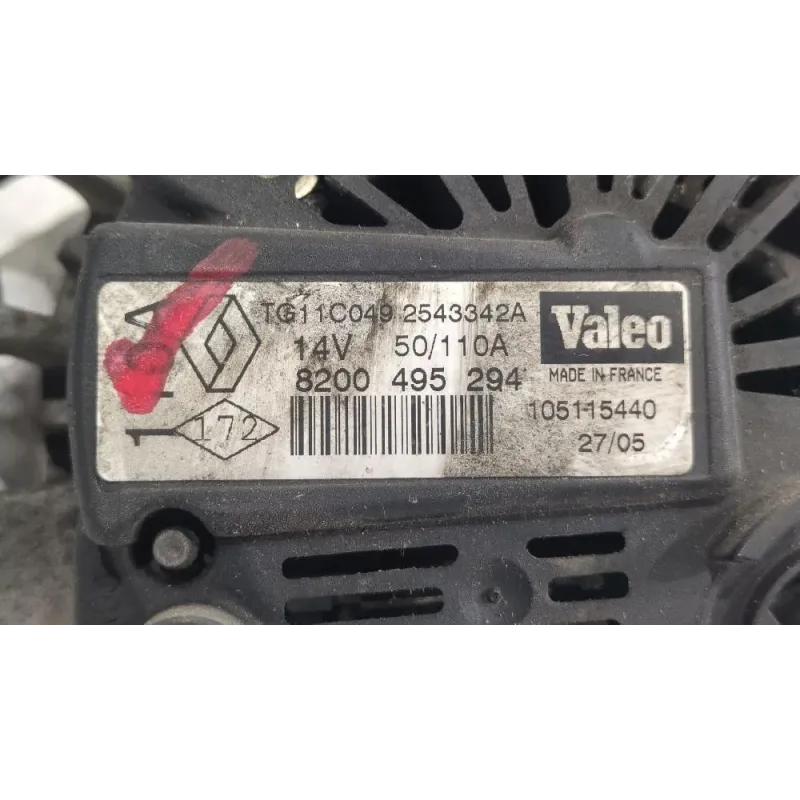 TG11C049 2543342A
14V 50/110A
8200 495 294
172
Valeo
MADE IN FRANCE
105115440
27/05